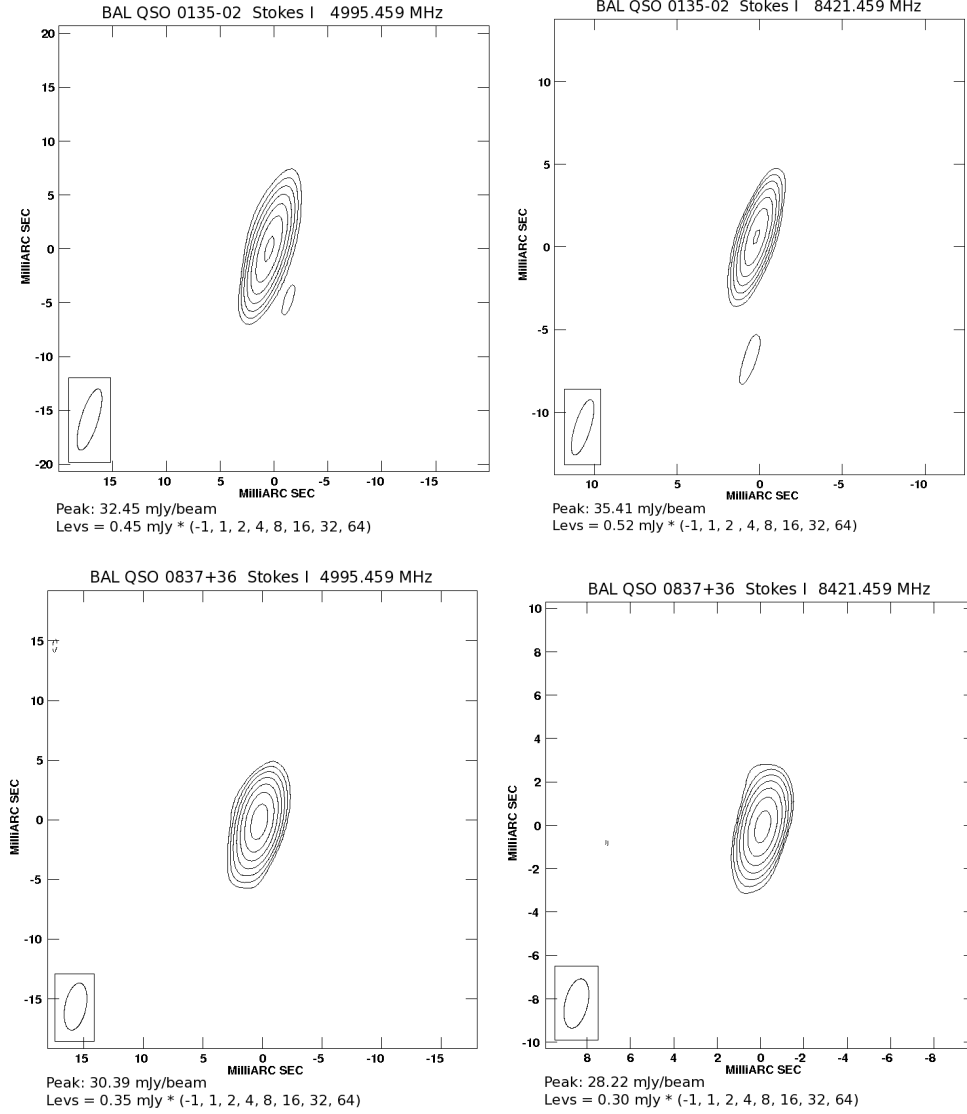 BAL QSO 0135-02 Stokes I 4995.459 MHz
20
15
10
5
0
-5
-10
-15
-20
MilliARC SEC
15 10 5 0 -5 -10 -15
MilliARC SEC
Peak: 32.45 mJy/beam
Levs = 0.45 mJy * (-1, 1, 2, 4, 8, 16, 32, 64)
BAL QSO 0135-02 Stokes I 8421.459 MHz
10
5
0
-5
-10
MilliARC SEC
10 5 0 -5 -10
MilliARC SEC
Peak: 35.41 mJy/beam
Levs = 0.52 mJy * (-1, 1, 2 , 4, 8, 16, 32, 64)
BAL QSO 0837+36 Stokes I 4995.459 MHz
15
10
5
0
-5
-10
-15
MilliARC SEC
15 10 5 0 -5 -10 -15
MilliARC SEC
Peak: 30.39 mJy/beam
Levs = 0.35 mJy * (-1, 1, 2, 4, 8, 16, 32, 64)
BAL QSO 0837+36 Stokes I 8421.459 MHz
10
8
6
4
2
0
-2
-4
-6
-8
-10
MilliARC SEC
8 6 4 2 0 -2 -4 -6 -8
MilliARC SEC
Peak: 28.22 mJy/beam
Levs = 0.30 mJy * (-1, 1, 2, 4, 8, 16, 32, 64)